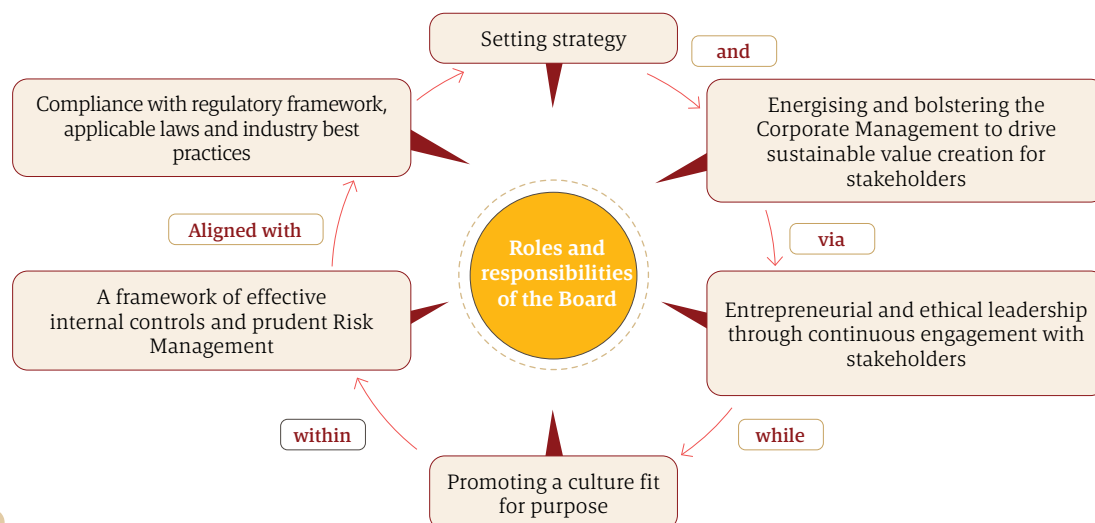 Setting strategy
and
Energising and bolstering the
Corporate Management to drive
sustainable value creation for
stakeholders
via
Entrepreneurial and ethical leadership
through continuous engagement with
stakeholders
while
Promoting a culture fit
for purpose
within
A framework of effective
internal controls and prudent Risk
Management
Aligned with
Compliance with regulatory framework,
applicable laws and industry best
practices
Roles and
responsibilities
of the Board